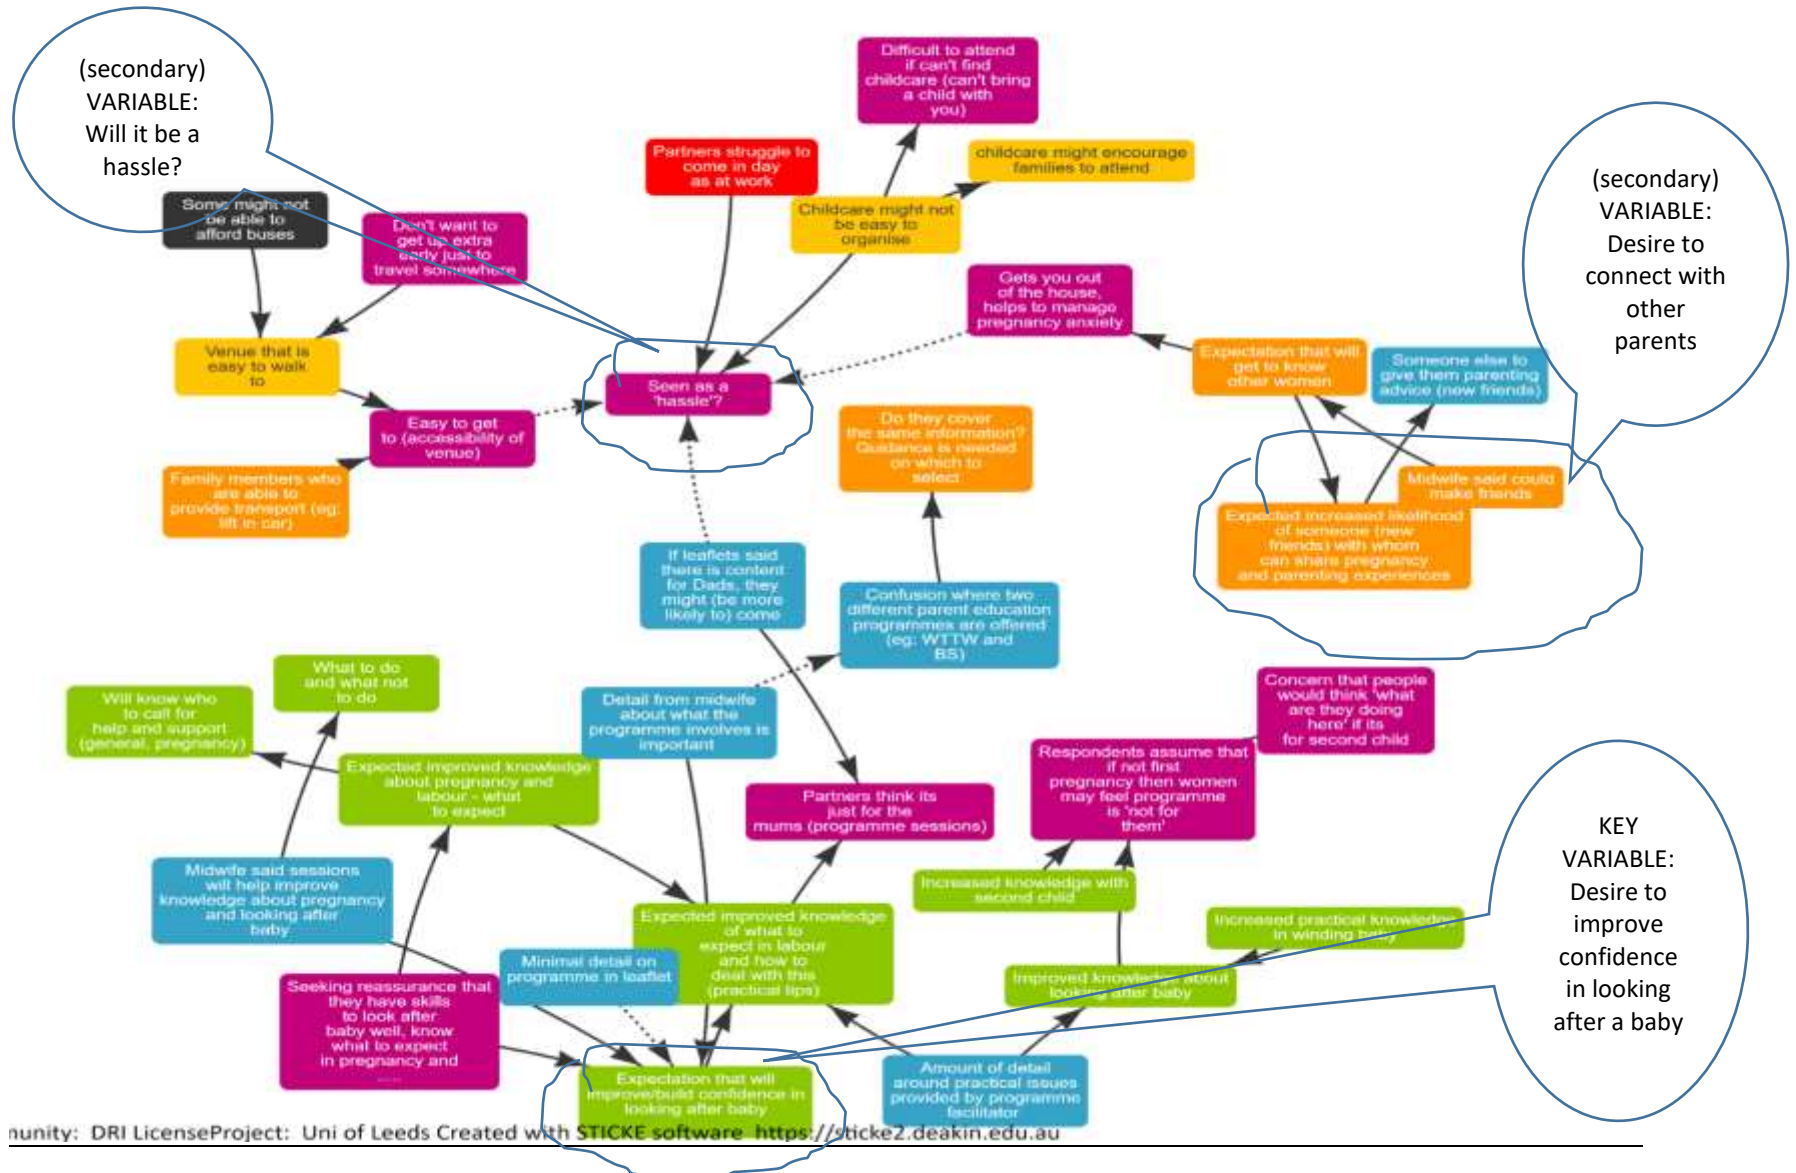 (secondary)
VARIABLE:
Will it be a
hassle?
Difficult to attend
if can't find
childcare (can't bring
a child with
you)
Partners struggle to
come in day
as at work
childcare might encourage
families to attend
Childcare might not
be easy to
organise
(secondary)
VARIABLE:
Desire to
connect with
other
parents
Some might not
be able to
afford buses
Don't want to
get up extra
early just to
travel somewhere
Gets you out
of the house,
helps to manage
pregnancy anxiety
Venue that is
easy to walk
to
Seen as a
'hassle'?
Expectation that will
get to know
other women
Someone else to
give them parenting
advice (new friends)
Easy to get
to (accessibility of
venue)
Do they cover
the same information?
Guidance is needed
on which to
select
Family members who
are able to
provide transport (eg:
lift in car)
Midwife said could
make friends
Expected increased likelihood
of someone (new
friends) with whom
can share pregnancy
and parenting experiences
If leaflets said
there is content
for Dads, they
might (be more
likely to) come
Confusion where two
different parent education
programmes are offered
(eg: WTTW and
BS)
What to do
and what not
to do
Will know who
to call for
help and support
(general, pregnancy)
Detail from midwife
about what the
programme involves is
important
Concern that people
would think 'what
are they doing
here' if its
for second child
Expected improved knowledge
about pregnancy and
labour - what
to expect
Partners think its
just for the
mums (programme sessions)
Respondents assume that
if not first
pregnancy then women
may feel programme
is 'not for
them'
KEY
VARIABLE:
Desire to
improve
confidence
in looking
after a baby
Midwife said sessions
will help improve
knowledge about pregnancy
and looking after
baby
Increased knowledge with
second child
Expected improved knowledge
of what to
expect in labour
and how to
deal with this
(practical tips)
Increased practical knowledge
in winding baby
Minimal detail on
programme in leaflet
Improved knowledge about
looking after baby
Seeking reassurance that
they have skills
to look after
baby well, know
what to expect
in pregnancy and
Expectation that will
improve/build confidence in
looking after baby
Amount of detail
around practical issues
provided by programme
facilitator
nunity: DRI LicenseProject: Uni of Leeds Created with STICKE software https://sticke2.deakin.edu.au